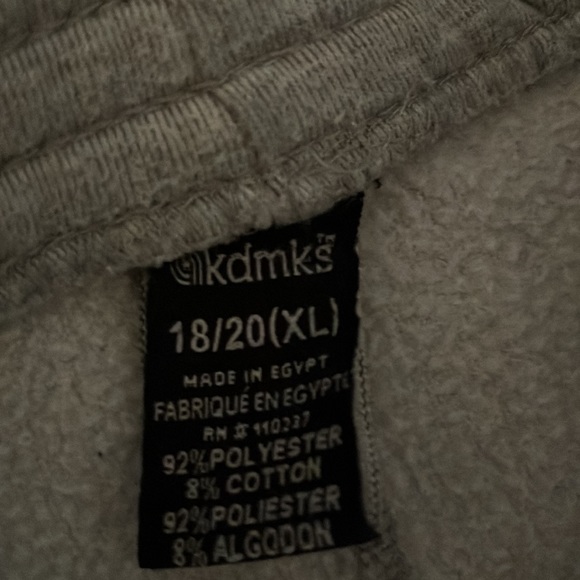 kdmks™
18/20(XL)
MADE IN EGYPT
FABRIQUÉ EN EGYPTE
RN # 110237
92%POLYESTER
8% COTTON
92%POLIESTER
8% ALGODON